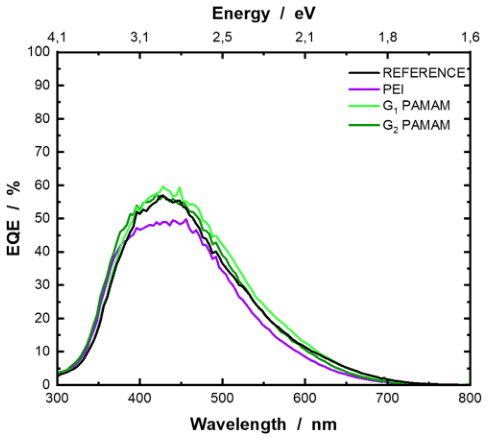 Energy / eV
4,1 3,1 2,5 2,1 1,8 1,6
100
90
80
70
60
50
40
30
20
10
0
EQE / %
REFERENCE
PEI
G₁ PAMAM
G₂ PAMAM
300 400 500 600 700 800
Wavelength / nm